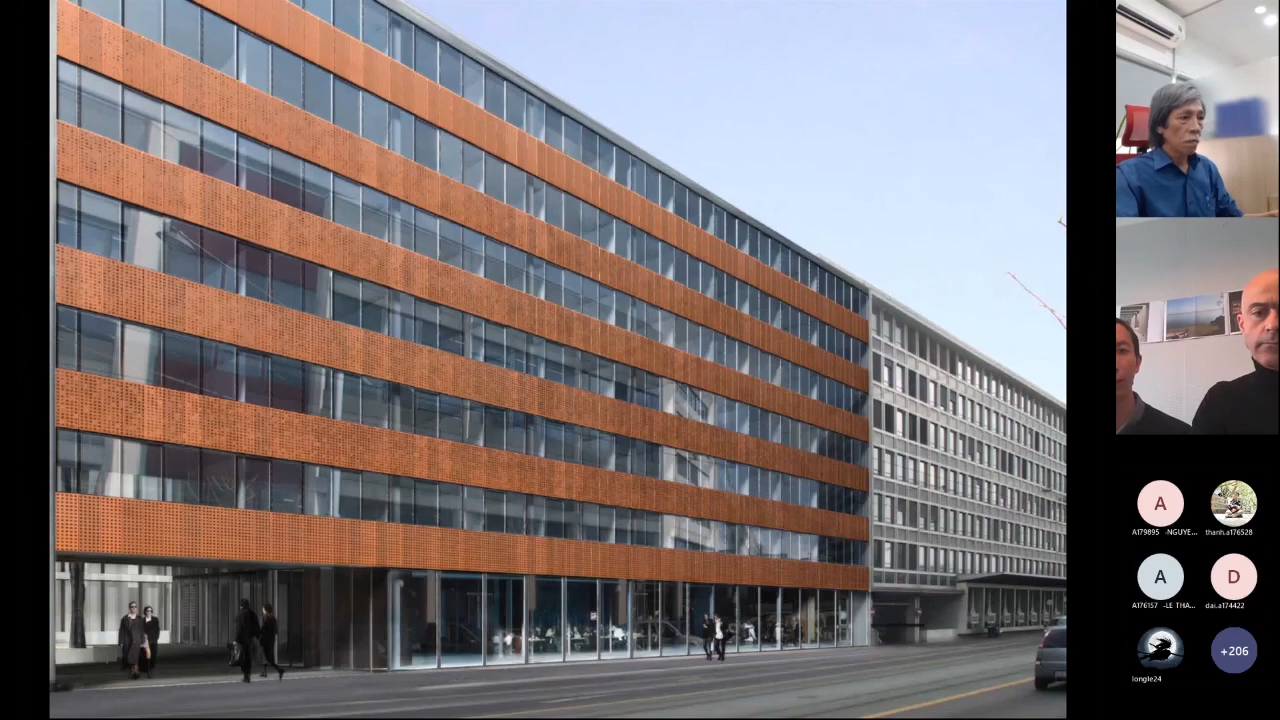 A
A179895 -NGUYE...
thanh.a176528
A
A176157 -LE THA...
D
dai.a174422
longle24
+206